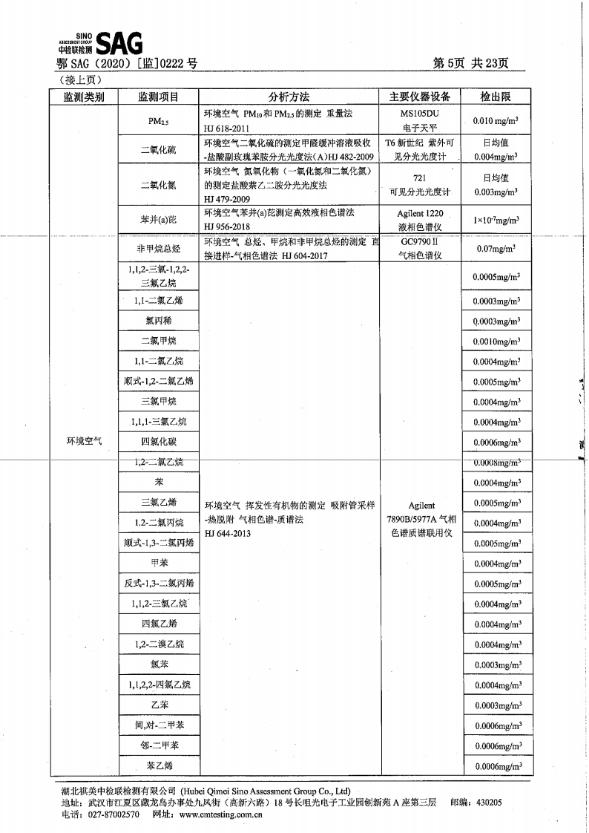 SINO
ASSESSMENT GROUP
中检联检测 SAG
鄂 SAG（2020）[监]0222 号 第 5页 共 23页
（接上页）
监测类别 监测项目 分析方法 主要仪器设备 检出限
环境空气
PM2.5 环境空气 PM10 和 PM2.5 的测定 重量法 HJ 618-2011 MS105DU 电子天平 0.010 mg/m³
二氧化硫 环境空气二氧化硫的测定甲醛缓冲溶液吸收-盐酸副玫瑰苯胺分光光度法(A)HJ 482-2009 T6 新世纪 紫外可见分光光度计 日均值 0.004mg/m³
二氧化氮 环境空气 氮氧化物（一氧化氮和二氧化氮）的测定盐酸萘乙二胺分光光度法 HJ 479-2009 721 可见分光光度计 日均值 0.003mg/m³
苯并(a)芘 环境空气苯并(a)芘测定高效液相色谱法 HJ 956-2018 Agilent 1220 液相色谱仪 1×10⁻⁷mg/m³
非甲烷总烃 环境空气 总烃、甲烷和非甲烷总烃的测定 直接进样-气相色谱法 HJ 604-2017 GC9790Ⅱ 气相色谱仪 0.07mg/m³
环境空气 挥发性有机物的测定 吸附管采样-热脱附 气相色谱-质谱法 HJ 644-2013 Agilent 7890B/5977A 气相色谱质谱联用仪
1,1,2-三氯-1,2,2-三氟乙烷 0.0005mg/m³
1,1-二氯乙烯 0.0003mg/m³
氯丙烯 0.0003mg/m³
二氯甲烷 0.0010mg/m³
1,1-二氯乙烷 0.0004mg/m³
顺式-1,2-二氯乙烯 0.0005mg/m³
三氯甲烷 0.0004mg/m³
1,1,1-三氯乙烷 0.0004mg/m³
四氯化碳 0.0006mg/m³
1,2-二氯乙烷 0.0008mg/m³
苯 0.0004mg/m³
三氯乙烯 0.0005mg/m³
1.2-二氯丙烷 0.0004mg/m³
顺式-1,3-二氯丙烯 0.0005mg/m³
甲苯 0.0004mg/m³
反式-1,3-二氯丙烯 0.0005mg/m³
1,1,2-三氯乙烷 0.0004mg/m³
四氯乙烯 0.0004mg/m³
1,2-二溴乙烷 0.0004mg/m³
氯苯 0.0003mg/m³
1,1,2,2-四氯乙烷 0.0004mg/m³
乙苯 0.0003mg/m³
间,对-二甲苯 0.0006mg/m³
邻-二甲苯 0.0006mg/m³
苯乙烯 0.0006mg/m³
湖北祺美中检联检测有限公司 (Hubei Qimei Sino Assessment Group Co., Ltd)
地址：武汉市江夏区藏龙岛办事处九凤街（高新六路）18 号长咀光电子工业园创新苑 A 座第三层 邮编：430205
电话：027-87002570 网址：www.cmtesting.com.cn